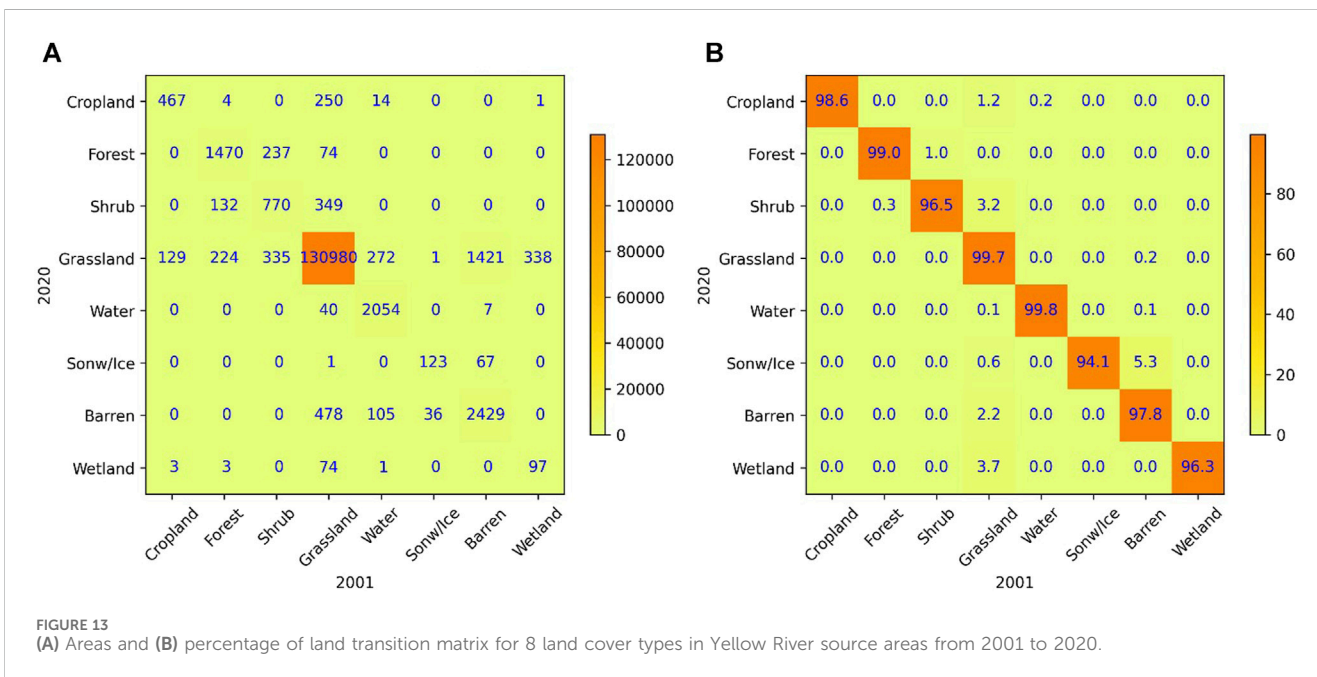 A
B
Cropland 467 4 0 250 14 0 0 1
Forest 0 1470 237 74 0 0 0 0
Shrub 0 132 770 349 0 0 0 0
Grassland 129 224 335 130980 272 1 1421 338
Water 0 0 0 40 2054 0 7 0
Sonw/Ice 0 0 0 1 0 123 67 0
Barren 0 0 0 478 105 36 2429 0
Wetland 3 3 0 74 1 0 0 97
2020
Cropland Forest Shrub Grassland Water Sonw/Ice Barren Wetland
2001
120000
100000
80000
60000
40000
20000
0
Cropland 98.6 0.0 0.0 1.2 0.2 0.0 0.0 0.0
Forest 0.0 99.0 1.0 0.0 0.0 0.0 0.0 0.0
Shrub 0.0 0.3 96.5 3.2 0.0 0.0 0.0 0.0
Grassland 0.0 0.0 0.0 99.7 0.0 0.0 0.2 0.0
Water 0.0 0.0 0.0 0.1 99.8 0.0 0.1 0.0
Sonw/Ice 0.0 0.0 0.0 0.6 0.0 94.1 5.3 0.0
Barren 0.0 0.0 0.0 2.2 0.0 0.0 97.8 0.0
Wetland 0.0 0.0 0.0 3.7 0.0 0.0 0.0 96.3
2020
Cropland Forest Shrub Grassland Water Sonw/Ice Barren Wetland
2001
80
60
40
20
0
FIGURE 13
(A) Areas and (B) percentage of land transition matrix for 8 land cover types in Yellow River source areas from 2001 to 2020.